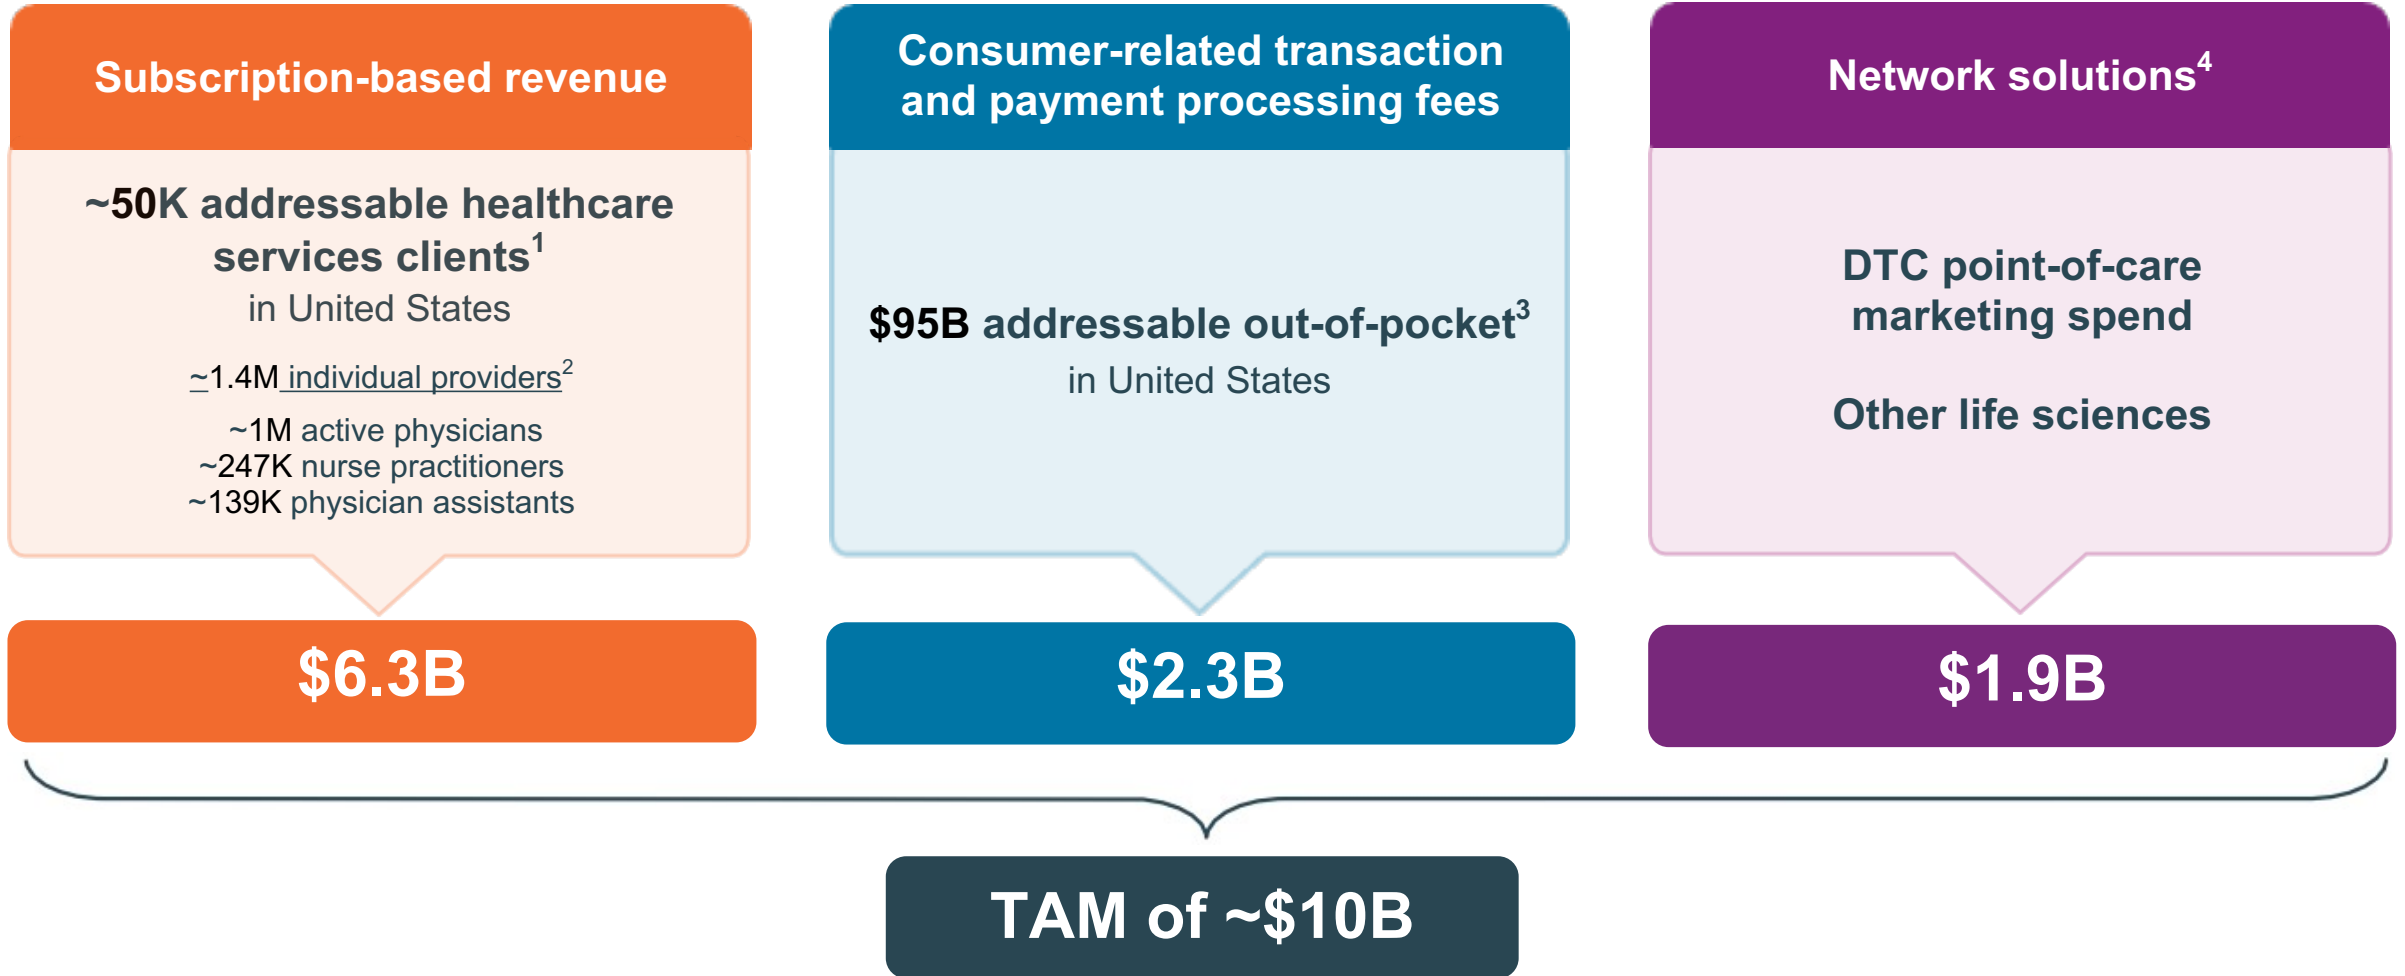 Subscription-based revenue
~50K addressable healthcare
services clients¹
in United States
~1.4M individual providers²
~1M active physicians
~247K nurse practitioners
~139K physician assistants
$6.3B
Consumer-related transaction
and payment processing fees
$95B addressable out-of-pocket³
in United States
$2.3B
Network solutions⁴
DTC point-of-care
marketing spend
Other life sciences
$1.9B
TAM of ~$10B